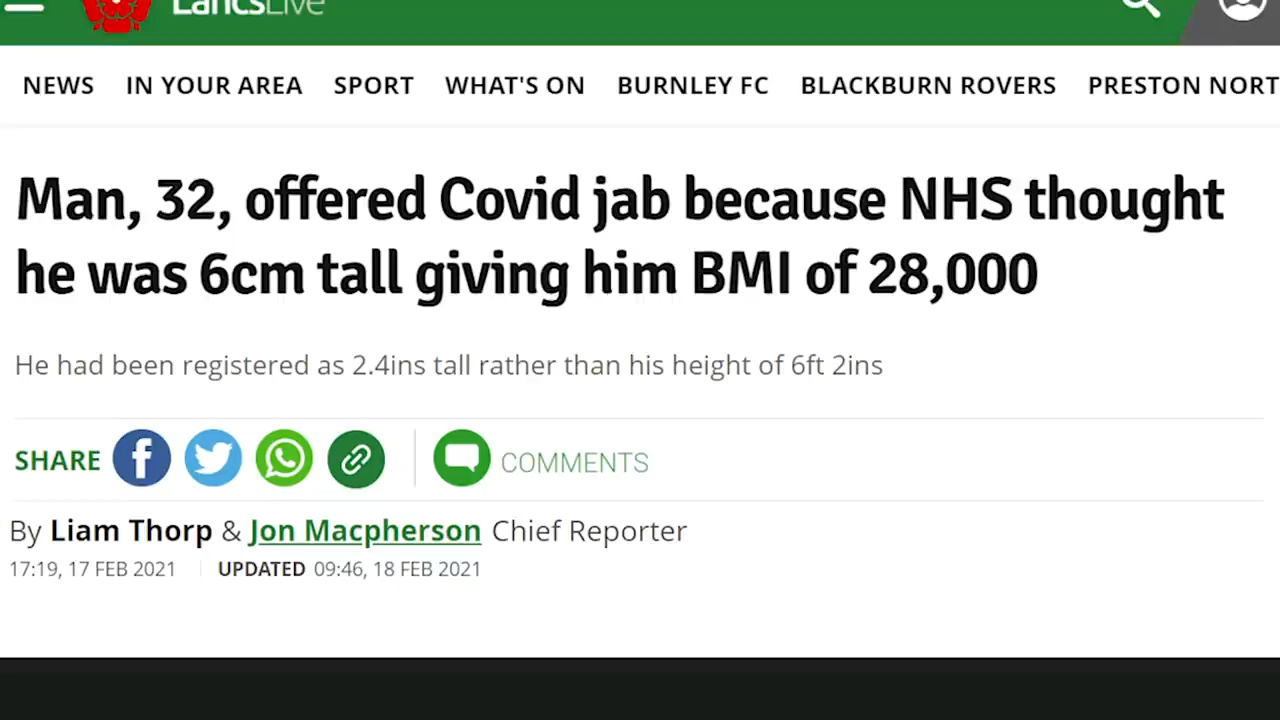 LancsLive
NEWS IN YOUR AREA SPORT WHAT'S ON BURNLEY FC BLACKBURN ROVERS PRESTON NORT
Man, 32, offered Covid jab because NHS thought
he was 6cm tall giving him BMI of 28,000
He had been registered as 2.4ins tall rather than his height of 6ft 2ins
SHARE COMMENTS
By Liam Thorp & Jon Macpherson Chief Reporter
17:19, 17 FEB 2021 UPDATED 09:46, 18 FEB 2021